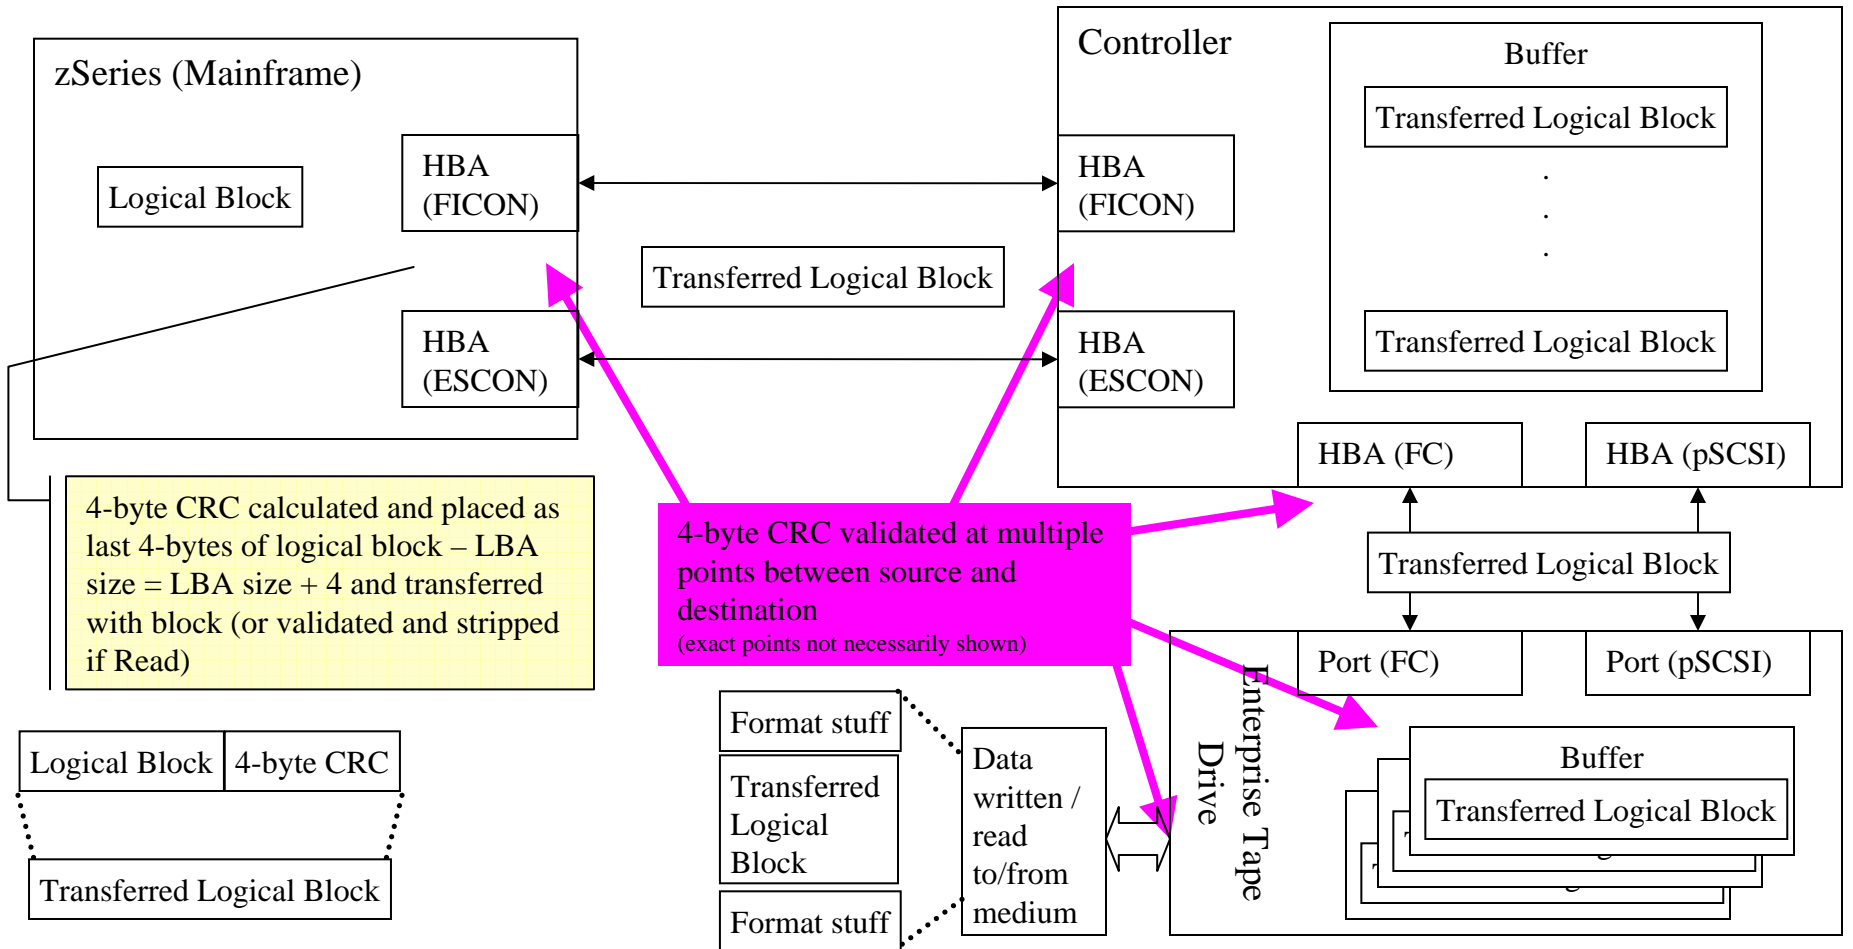 zSeries (Mainframe)
Logical Block
HBA
(FICON)
HBA
(ESCON)
Transferred Logical Block
Controller
HBA
(FICON)
HBA
(ESCON)
Buffer
Transferred Logical Block
.
.
.
Transferred Logical Block
HBA (FC)
HBA (pSCSI)
4-byte CRC calculated and placed as
last 4-bytes of logical block – LBA
size = LBA size + 4 and transferred
with block (or validated and stripped
if Read)
4-byte CRC validated at multiple
points between source and
destination
(exact points not necessarily shown)
Transferred Logical Block
Port (FC)
Port (pSCSI)
Enterprise Tape
Drive
Buffer
Transferred Logical Block
Logical Block
4-byte CRC
Transferred Logical Block
Format stuff
Transferred
Logical
Block
Format stuff
Data
written /
read
to/from
medium